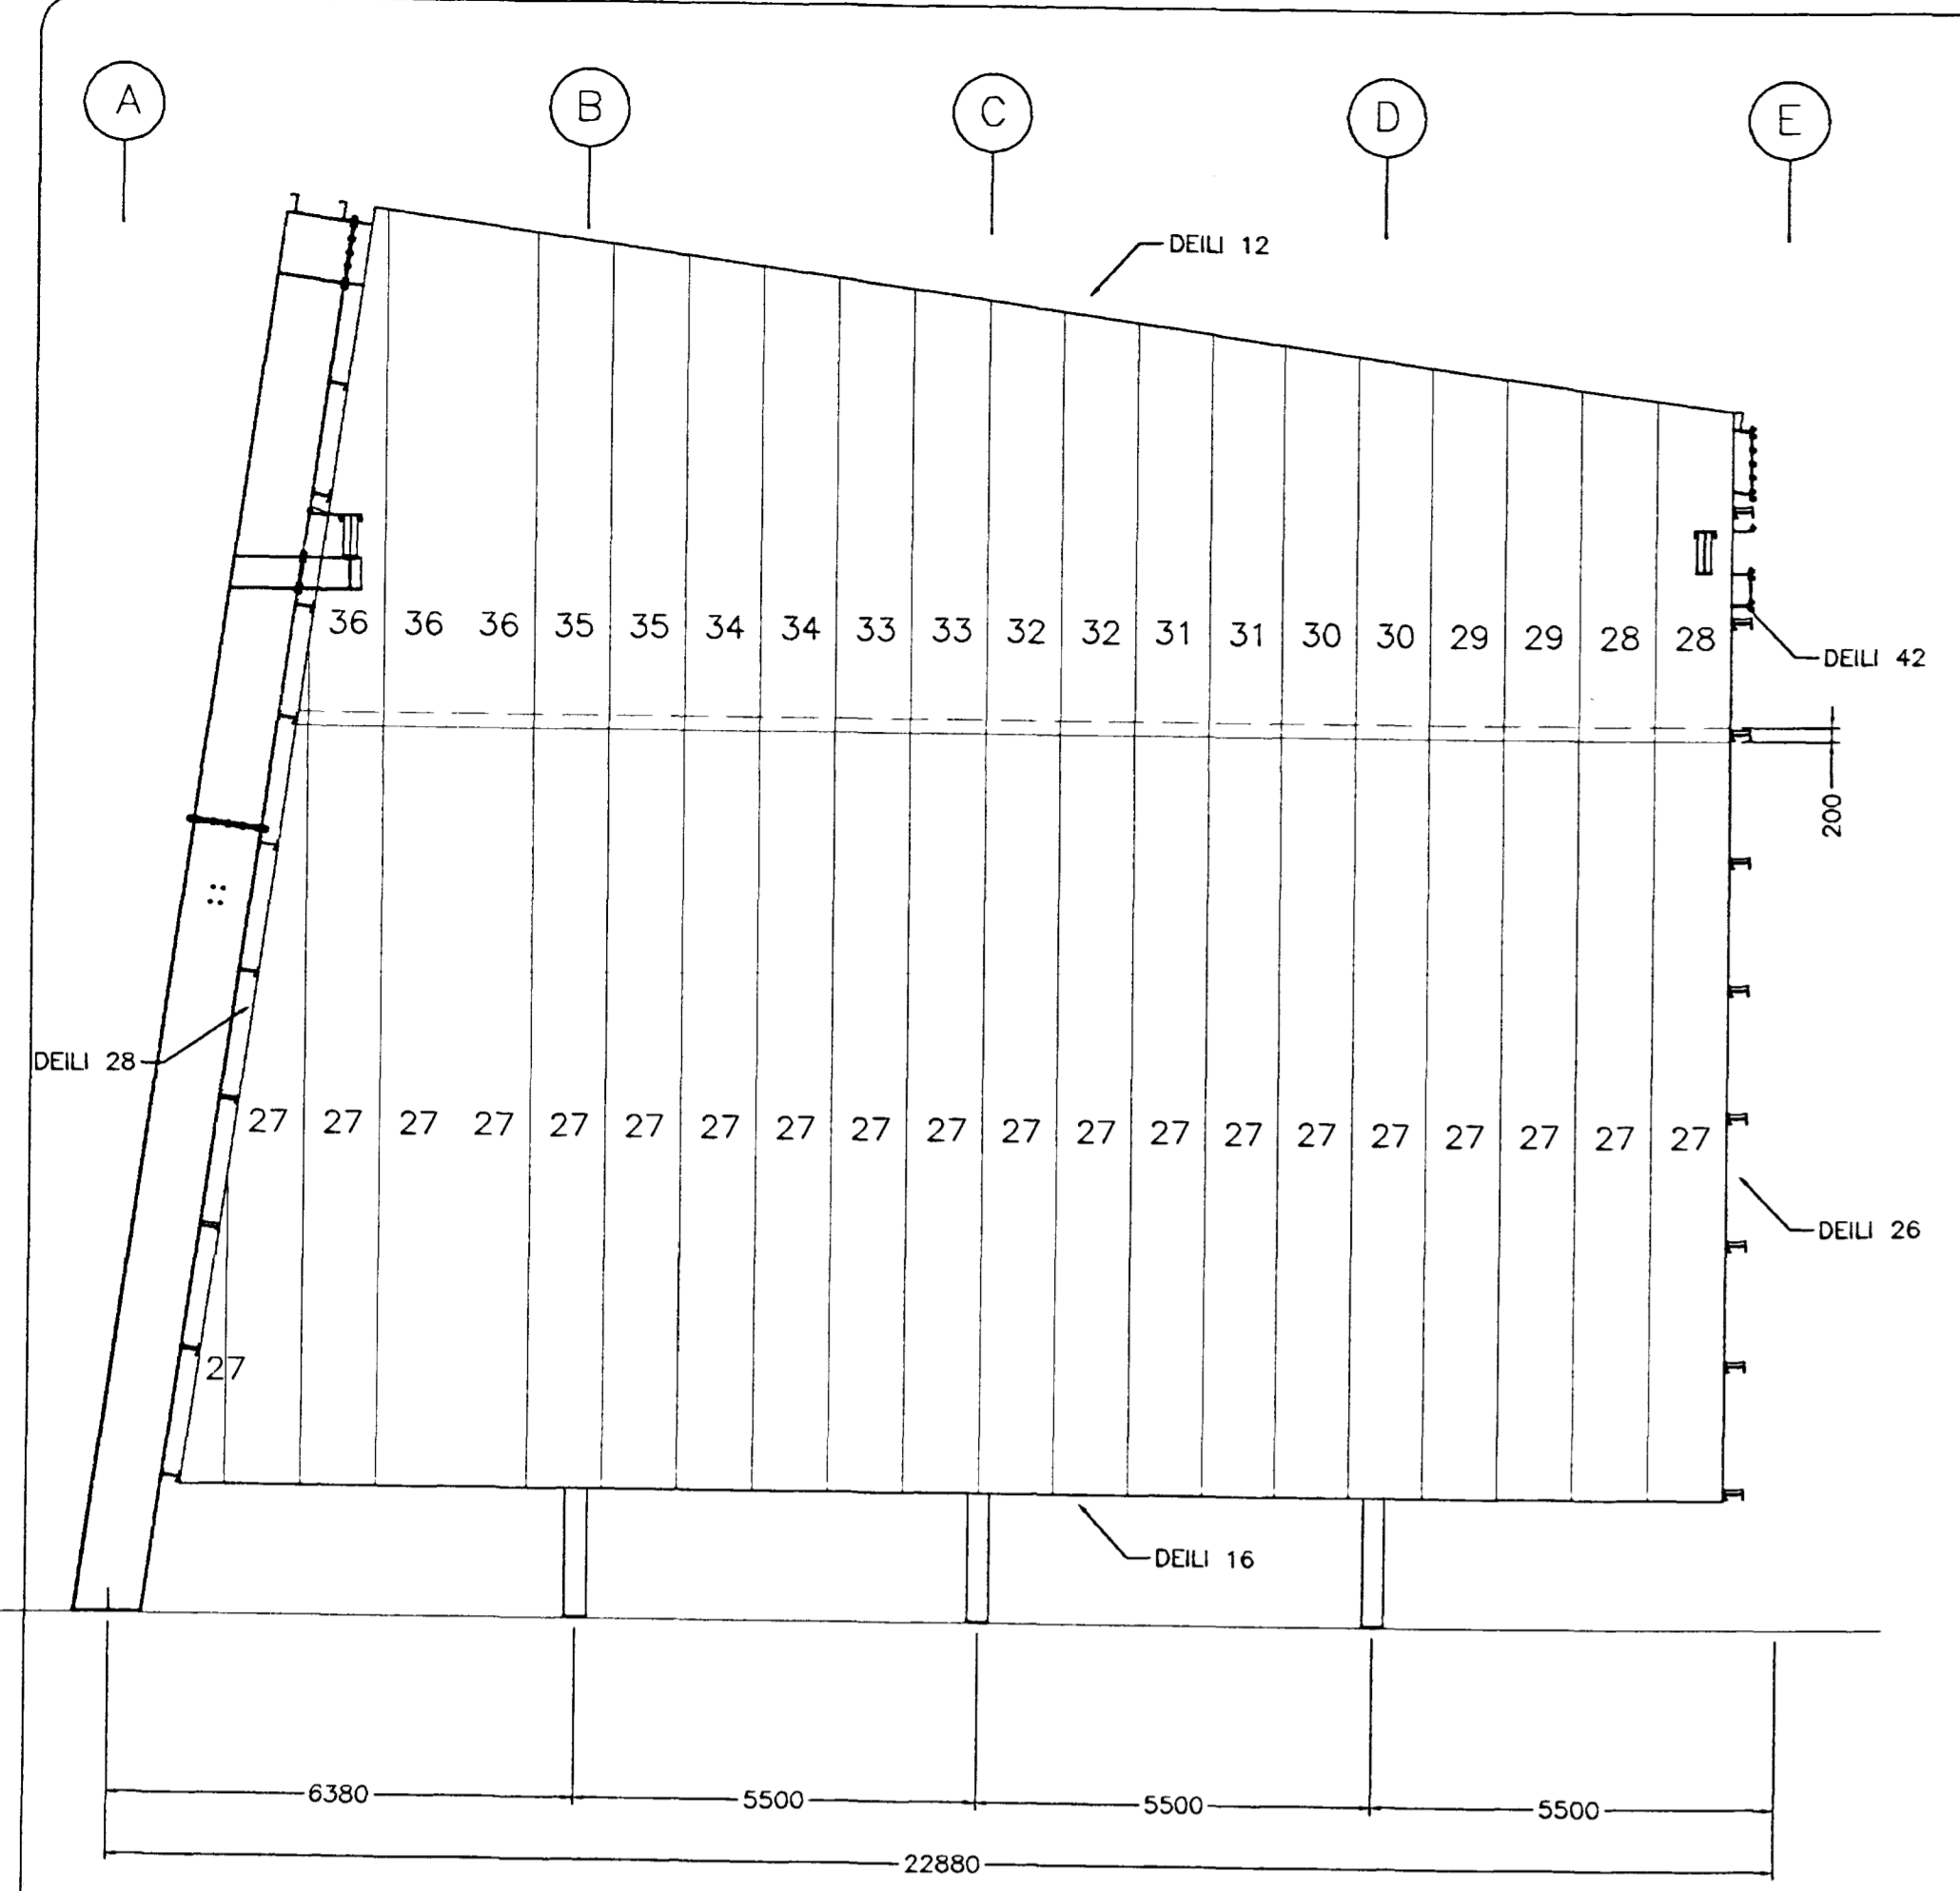 A B C D E
DEILI 12
36 36 36 35 35 34 34 33 33 32 32 31 31 30 30 29 29 28 28
DEILI 42
200
DEILI 28
27 27 27 27 27 27 27 27 27 27 27 27 27 27 27 27 27 27 27 27
DEILI 26
27
DEILI 16
6380 5500 5500 5500
22880